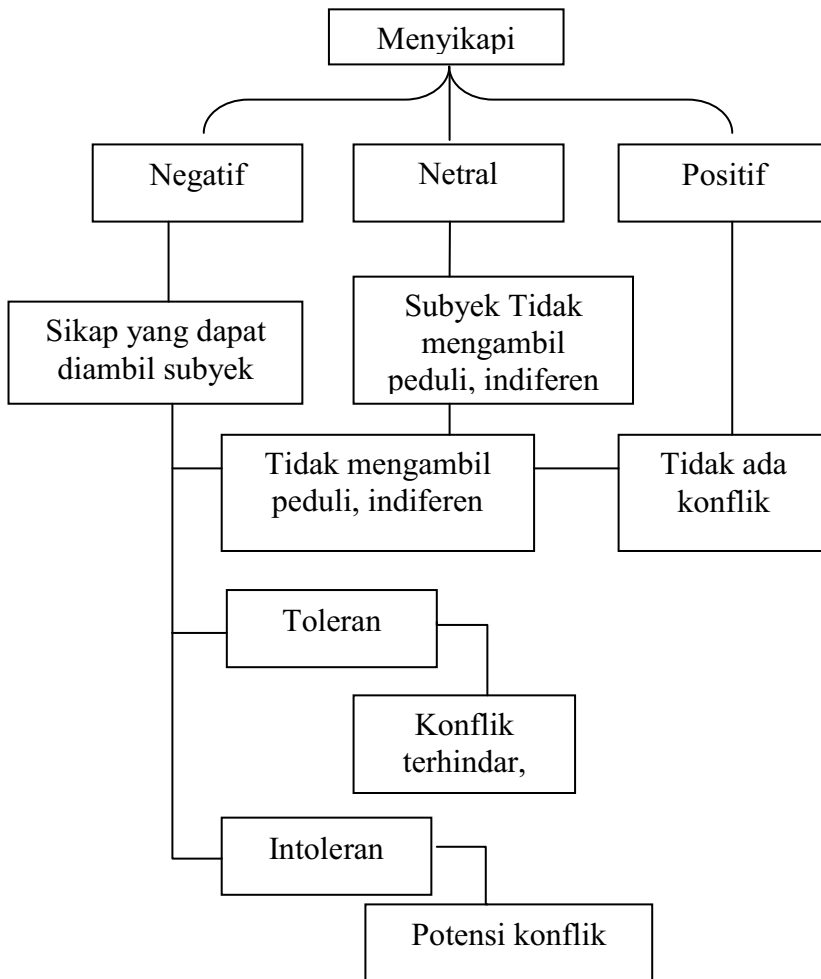 Menyikapi
Negatif
Netral
Positif
Sikap yang dapat
diambil subyek
Subyek Tidak
mengambil
peduli, indiferen
Tidak mengambil
peduli, indiferen
Tidak ada
konflik
Toleran
Konflik
terhindar,
Intoleran
Potensi konflik